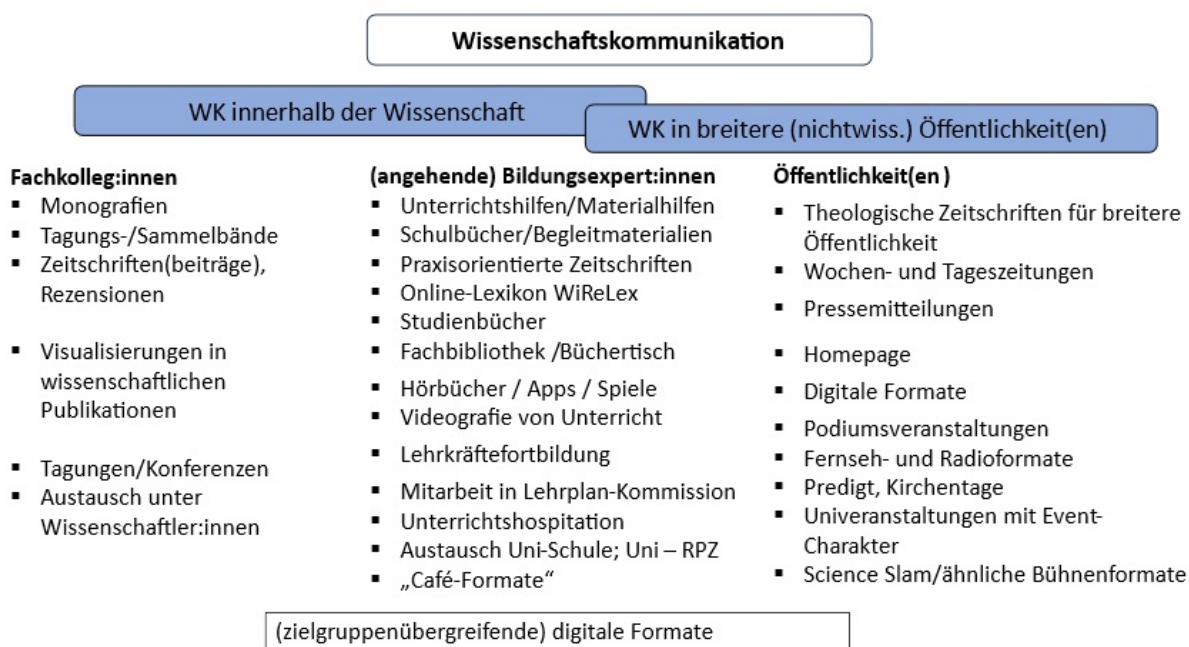 Wissenschaftskommunikation
WK innerhalb der Wissenschaft
WK in breitere (nichtwiss.) Öffentlichkeit(en)
Fachkolleg:innen
▪ Monografien
▪ Tagungs-/Sammelbände
▪ Zeitschriften(beiträge),
Rezensionen
▪ Visualisierungen in
wissenschaftlichen
Publikationen
▪ Tagungen/Konferenzen
▪ Austausch unter
Wissenschaftler:innen
(angehende) Bildungsexpert:innen
▪ Unterrichtshilfen/Materialhilfen
▪ Schulbücher/Begleitmaterialien
▪ Praxisorientierte Zeitschriften
▪ Online-Lexikon WiReLex
▪ Studienbücher
▪ Fachbibliothek /Büchertisch
▪ Hörbücher / Apps / Spiele
▪ Videografie von Unterricht
▪ Lehrkräftefortbildung
▪ Mitarbeit in Lehrplan-Kommission
▪ Unterrichtshospitation
▪ Austausch Uni-Schule; Uni – RPZ
▪ „Café-Formate“
Öffentlichkeit(en)
▪ Theologische Zeitschriften für breitere
Öffentlichkeit
▪ Wochen- und Tageszeitungen
▪ Pressemitteilungen
▪ Homepage
▪ Digitale Formate
▪ Podiumsveranstaltungen
▪ Fernseh- und Radioformate
▪ Predigt, Kirchentage
▪ Univeranstaltungen mit Event-
Charakter
▪ Science Slam/ähnliche Bühnenformate
(zielgruppenübergreifende) digitale Formate